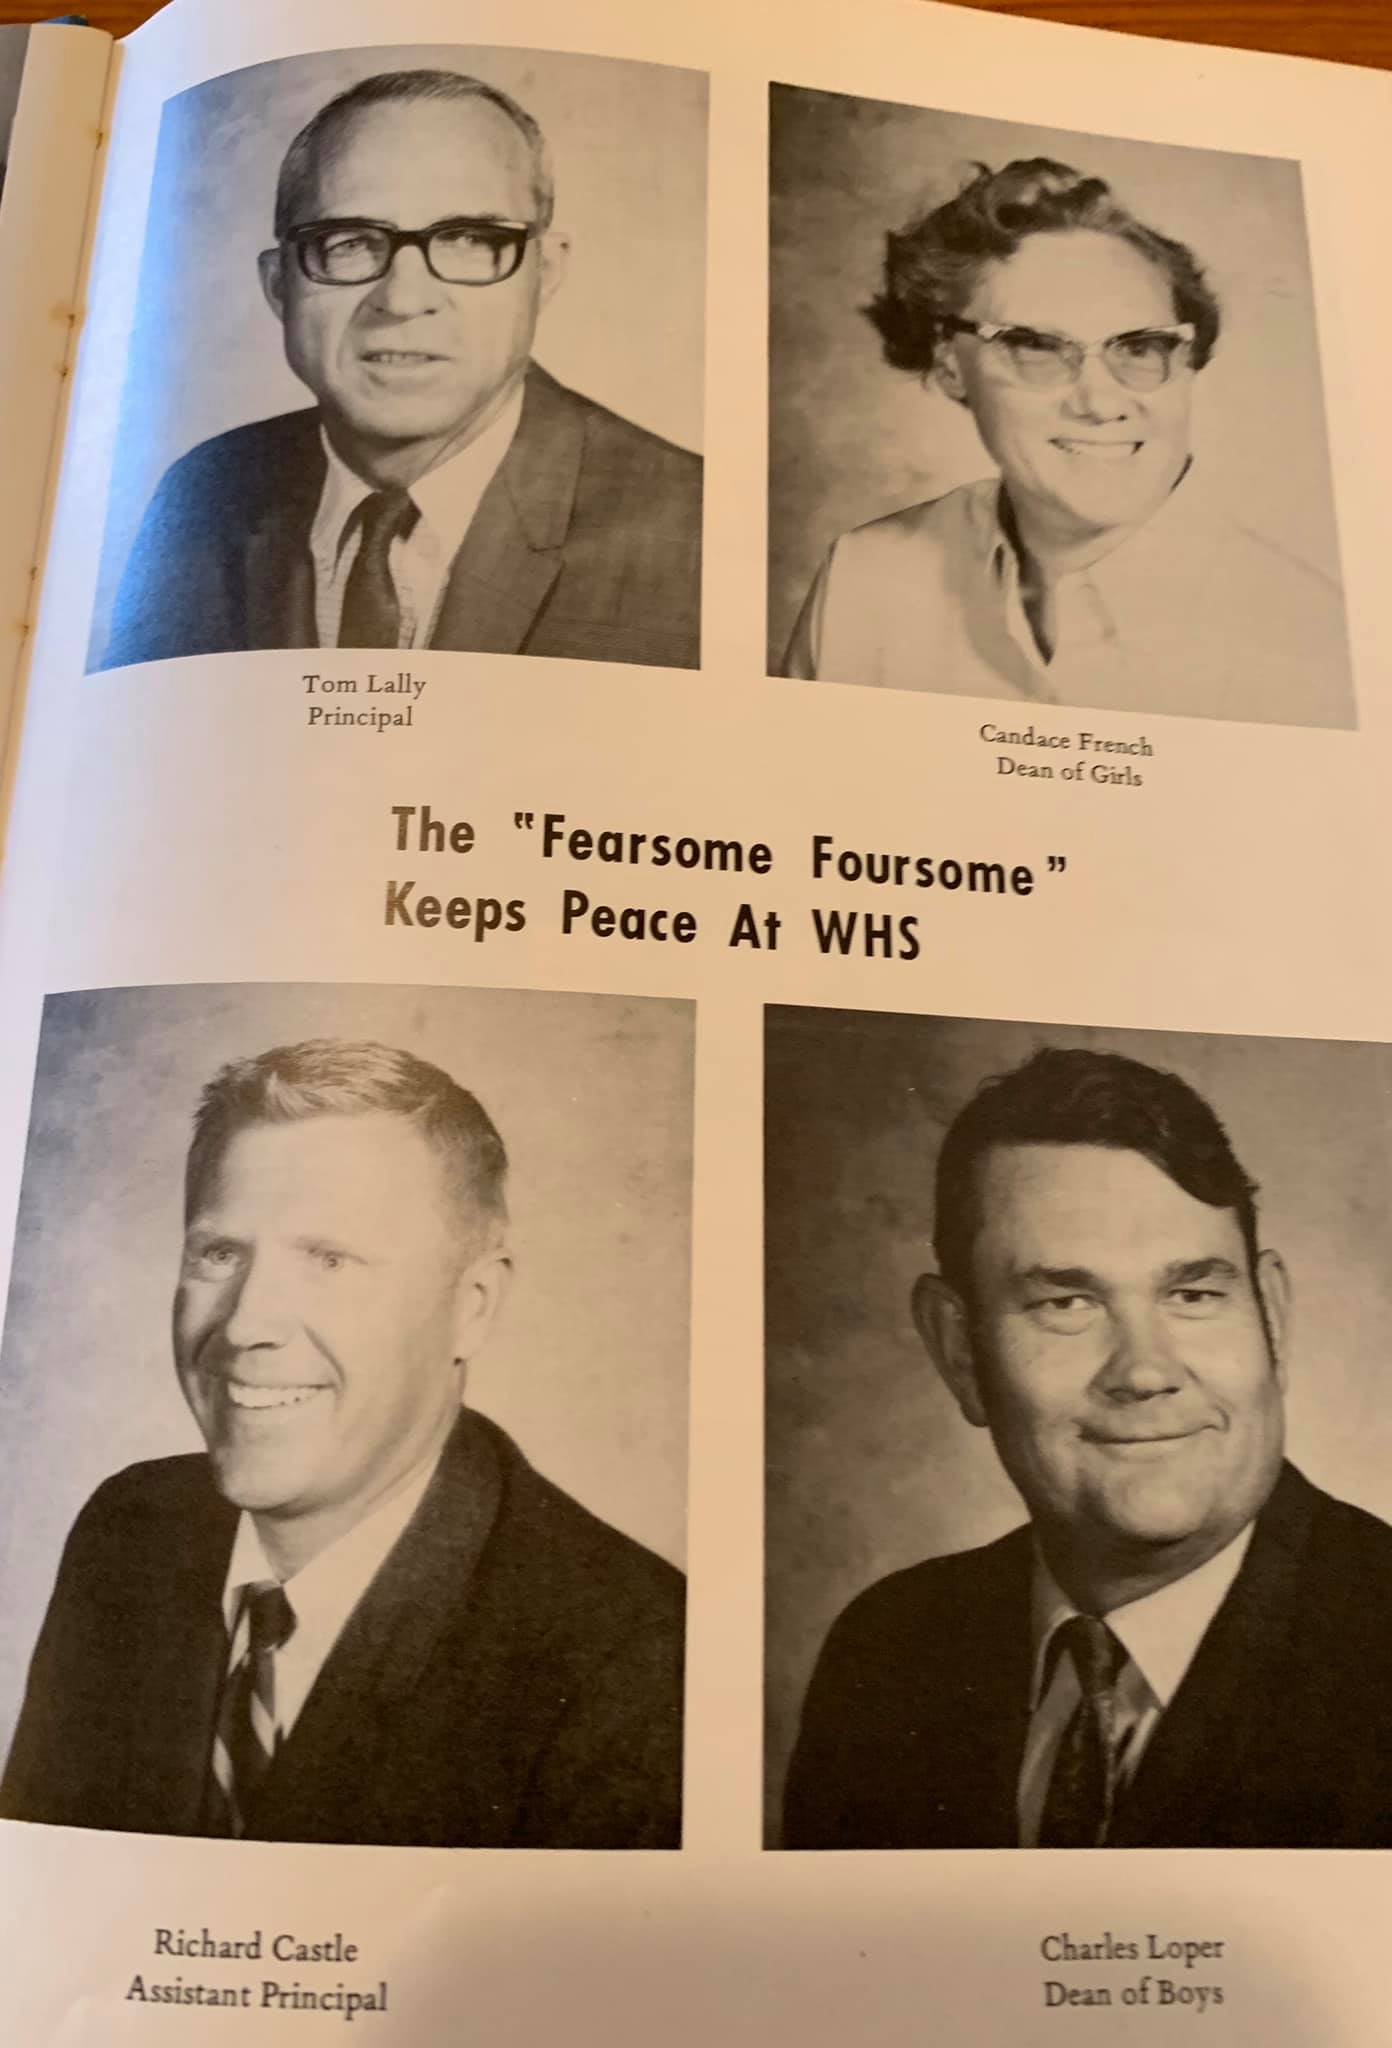 Tom Lally
Principal
Candace French
Dean of Girls
The "Fearsome Foursome"
Keeps Peace At WHS
Richard Castle
Assistant Principal
Charles Loper
Dean of Boys